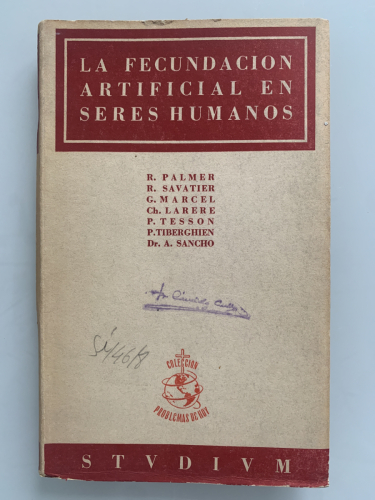 LA FECUNDACION
ARTIFICIAL EN
SERES HUMANOS
R. PALMER
R. SAVATIER
G. MARCEL
Ch. LARERE
P. TESSON
P. TIBERGHIEN
Dr. A. SANCHO
COLECCION
PROBLEMAS DE HOY
STVDIVM